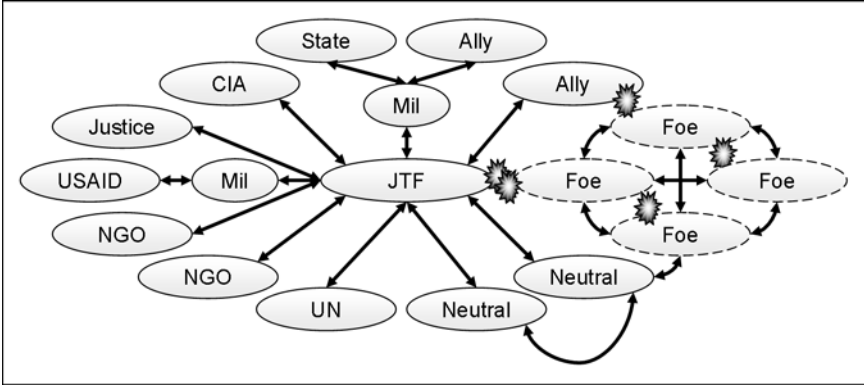 State
Ally
CIA
Mil
Ally
Justice
Foe
USAID
Mil
JTF
Foe
Foe
NGO
Foe
NGO
Neutral
UN
Neutral